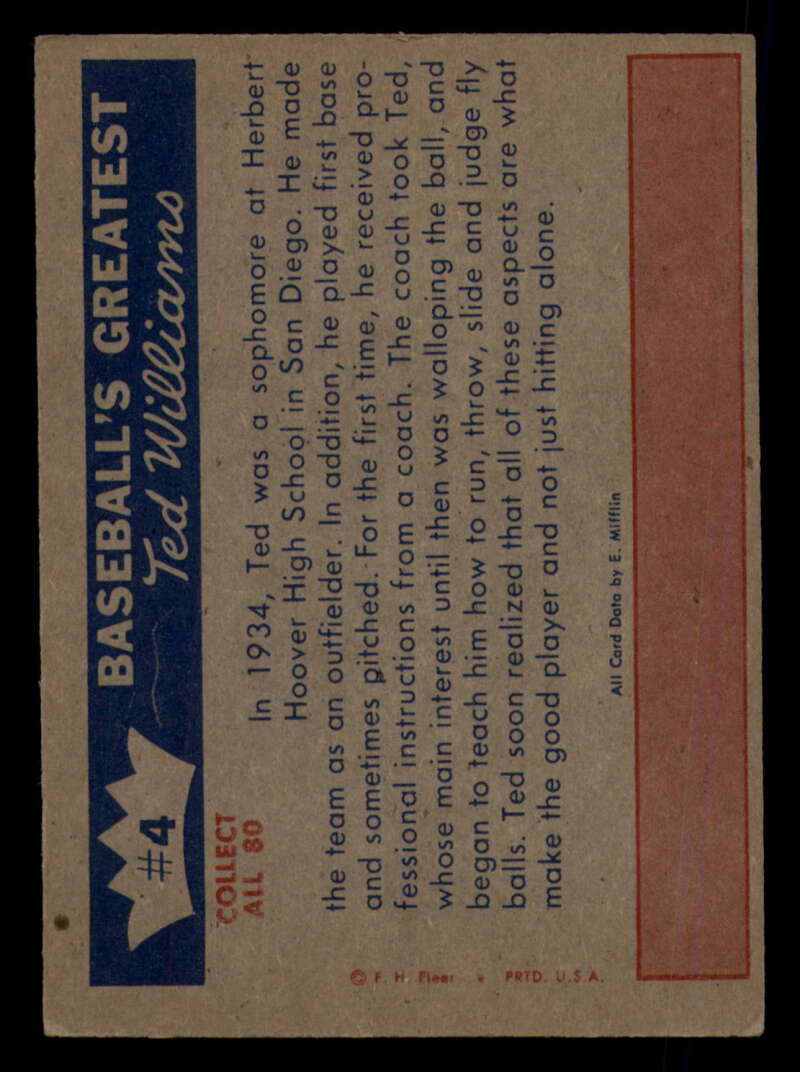 #4
BASEBALL'S GREATEST
Ted Williams
COLLECT
ALL 80
In 1934, Ted was a sophomore at Herbert
Hoover High School in San Diego. He made
the team as an outfielder. In addition, he played first base
and sometimes pitched. For the first time, he received pro-
fessional instructions from a coach. The coach took Ted,
whose main interest until then was walloping the ball, and
began to teach him how to run, throw, slide and judge fly
balls. Ted soon realized that all of these aspects are what
make the good player and not just hitting alone.
All Card Data by E. Mifflin
© F. H. Fleer • PRTD. U.S.A.